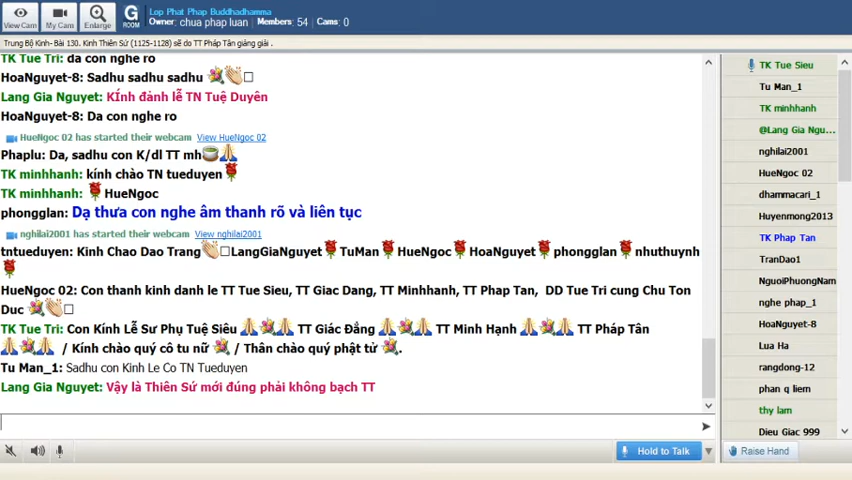 View Cam
My Cam
Enlarge
G
ROOM
Lop Phat Phap Buddhadhamma
Owner: chua phap luan / Members: 54 / Cams: 0
Trung Bộ Kinh- Bài 130. Kinh Thiên Sứ (1125-1128) sẽ do TT Pháp Tân giảng giải .
TK Tue Tri: da con nghe ro
HoaNguyet-8: Sadhu sadhu sadhu
Lang Gia Nguyet: KÍnh đảnh lễ TN Tuệ Duyên
HoaNguyet-8: Da con nghe ro
HueNgoc 02 has started their webcam View HueNgoc 02
Phaplu: Da, sadhu con K/dl TT mh
TK minhhanh: kính chào TN tueduyen
TK minhhanh: HueNgoc
phongglan: Dạ thưa con nghe âm thanh rõ và liên tục
nghilai2001 has started their webcam View nghilai2001
tntueduyen: Kinh Chao Dao Trang LangGiaNguyet TuMan HueNgoc HoaNguyet phongglan nhuthuynh
HueNgoc 02: Con thanh kinh danh le TT Tue Sieu, TT Giac Dang, TT Minhhanh, TT Phap Tan, DD Tue Tri cung Chu Ton
Duc
TK Tue Tri: Con Kính Lễ Sư Phụ Tuệ Siêu TT Giác Đẳng TT Minh Hạnh TT Pháp Tân
/ Kính chào quý cô tu nữ / Thân chào quý phật tử .
Tu Man_1: Sadhu con Kinh Le Co TN Tueduyen
Lang Gia Nguyet: Vậy là Thiên Sứ mới đúng phải không bạch TT
Hold to Talk
TK Tue Sieu
Tu Man_1
TK minhhanh
@Lang Gia Ngu...
nghilai2001
HueNgoc 02
dhammacari_1
Huyenmong2013
TK Phap Tan
TranDao1
NguoiPhuongNam
nghe phap_1
HoaNguyet-8
Lua Ha
rangdong-12
phan q liem
thy lam
Dieu Giac 999
Raise Hand